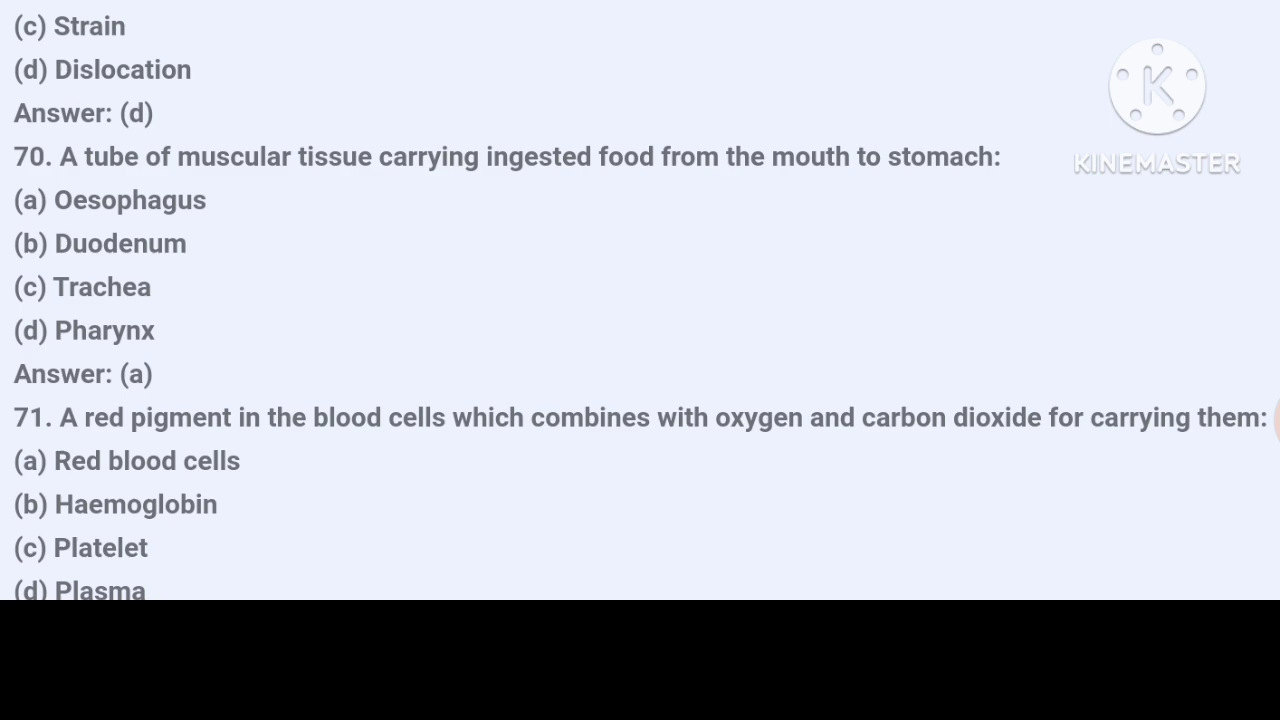 (c) Strain
(d) Dislocation
Answer: (d)
70. A tube of muscular tissue carrying ingested food from the mouth to stomach:
(a) Oesophagus
(b) Duodenum
(c) Trachea
(d) Pharynx
Answer: (a)
71. A red pigment in the blood cells which combines with oxygen and carbon dioxide for carrying them:
(a) Red blood cells
(b) Haemoglobin
(c) Platelet
(d) Plasma
K
KINEMASTER